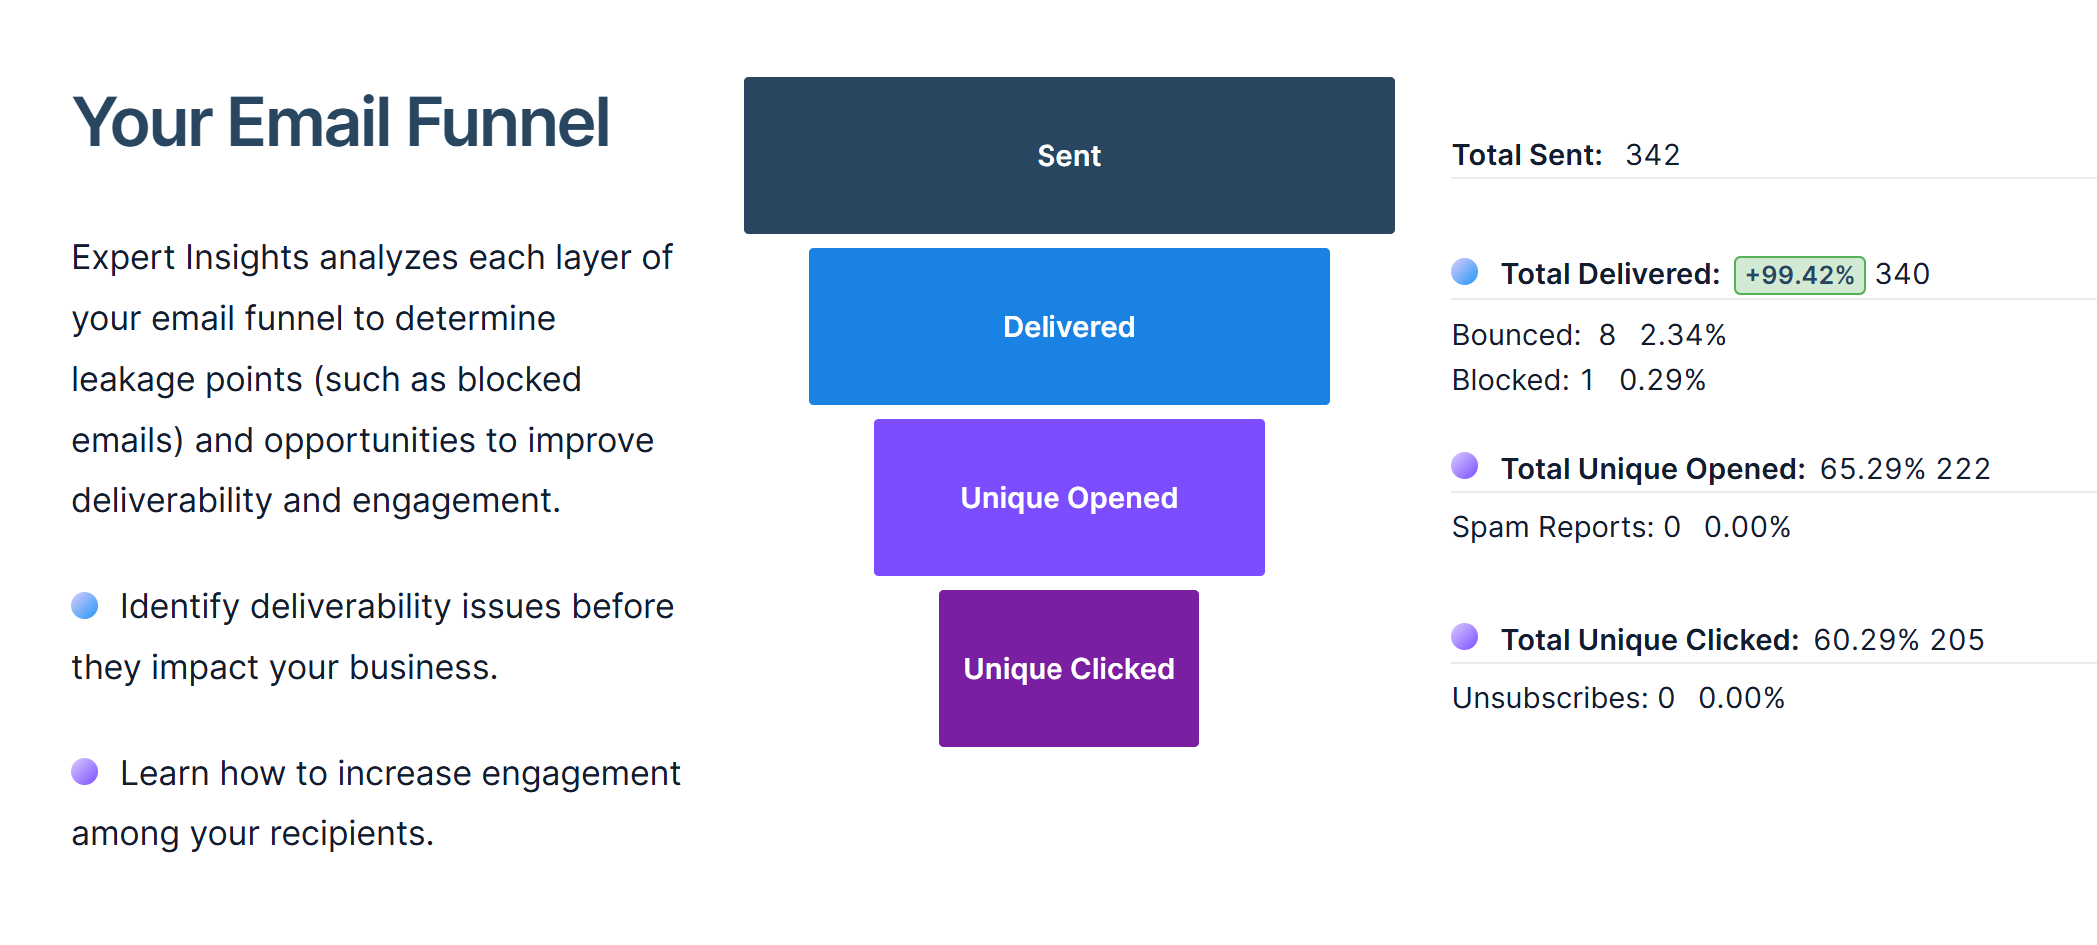 Your Email Funnel
Expert Insights analyzes each layer of
your email funnel to determine
leakage points (such as blocked
emails) and opportunities to improve
deliverability and engagement.
Identify deliverability issues before
they impact your business.
Learn how to increase engagement
among your recipients.
Sent
Delivered
Unique Opened
Unique Clicked
Total Sent: 342
Total Delivered: +99.42% 340
Bounced: 8 2.34%
Blocked: 1 0.29%
Total Unique Opened: 65.29% 222
Spam Reports: 0 0.00%
Total Unique Clicked: 60.29% 205
Unsubscribes: 0 0.00%